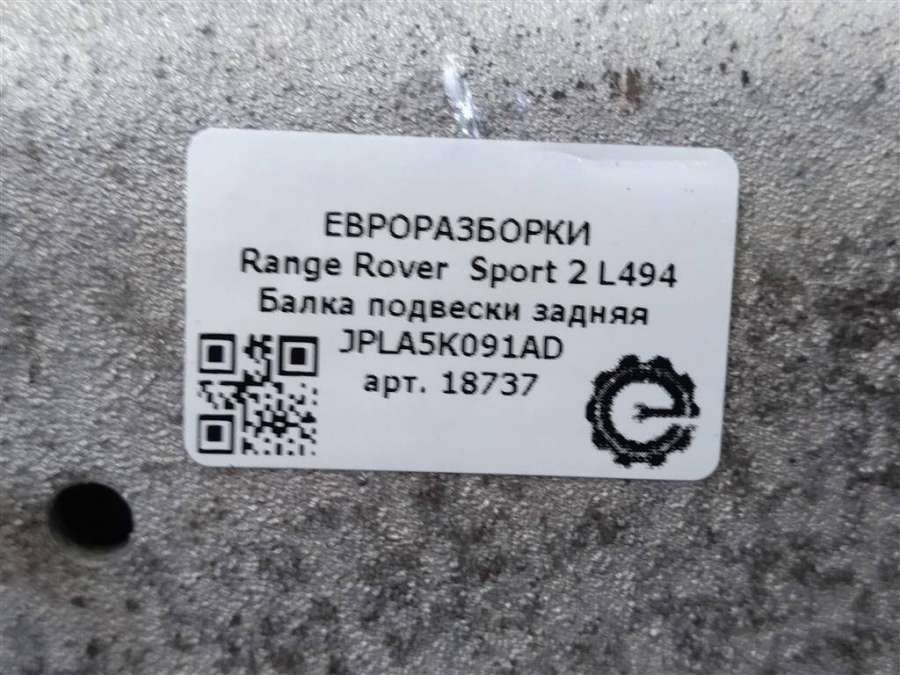 ЕВРОРАЗБОРКИ
Range Rover Sport 2 L494
Балка подвески задняя
JPLA5K091AD
арт. 18737